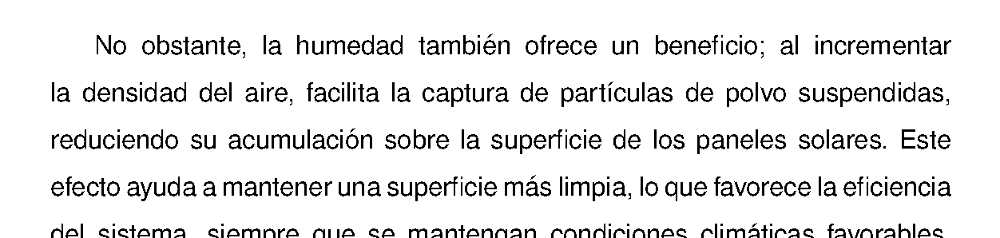 No obstante, la humedad también ofrece un beneficio; al incrementar
la densidad del aire, facilita la captura de partículas de polvo suspendidas,
reduciendo su acumulación sobre la superficie de los paneles solares. Este
efecto ayuda a mantener una superficie más limpia, lo que favorece la eficiencia
del sistema, siempre que se mantengan condiciones climáticas favorables.